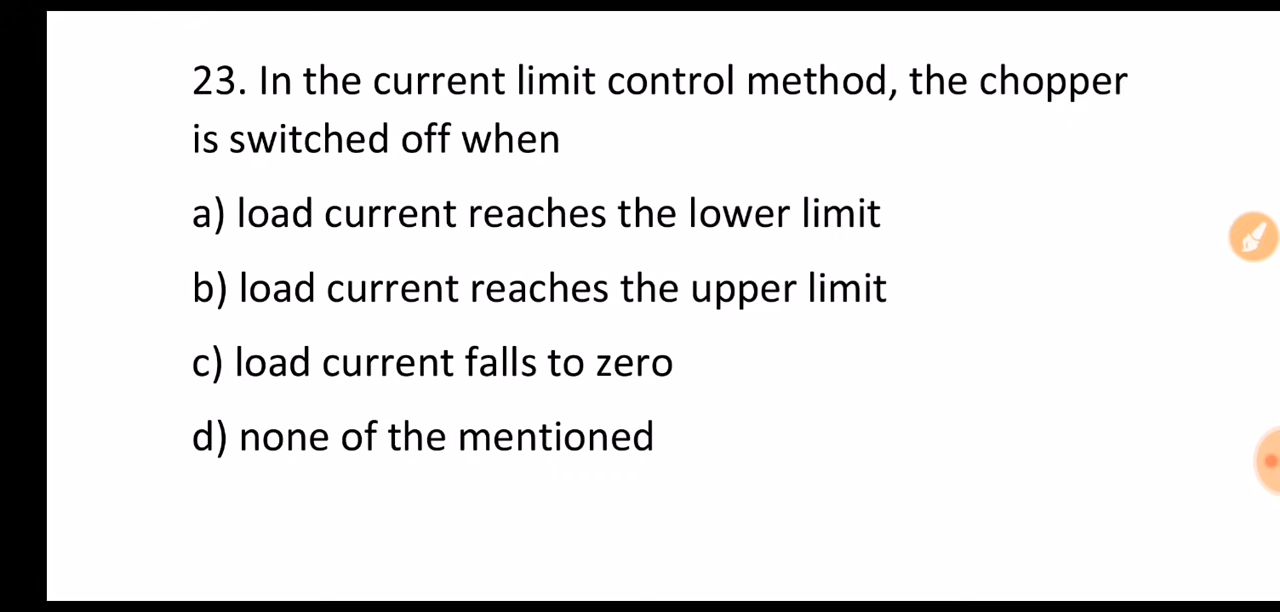 23. In the current limit control method, the chopper
is switched off when
a) load current reaches the lower limit
b) load current reaches the upper limit
c) load current falls to zero
d) none of the mentioned